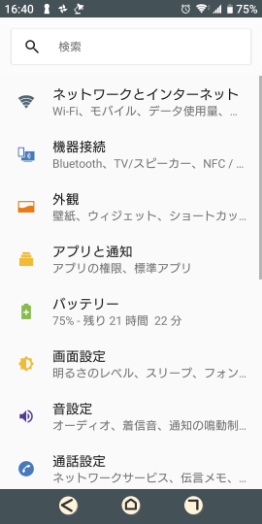 16:40 75%
検索
ネットワークとインターネット
Wi-Fi、モバイル、データ使用量、...
機器接続
Bluetooth、TV/スピーカー、NFC / ...
外観
壁紙、ウィジェット、ショートカッ...
アプリと通知
アプリの権限、標準アプリ
バッテリー
75% - 残り 21 時間 22 分
画面設定
明るさのレベル、スリープ、フォン...
音設定
オーディオ、着信音、通知の鳴動制...
通話設定
ネットワークサービス、伝言メモ、...